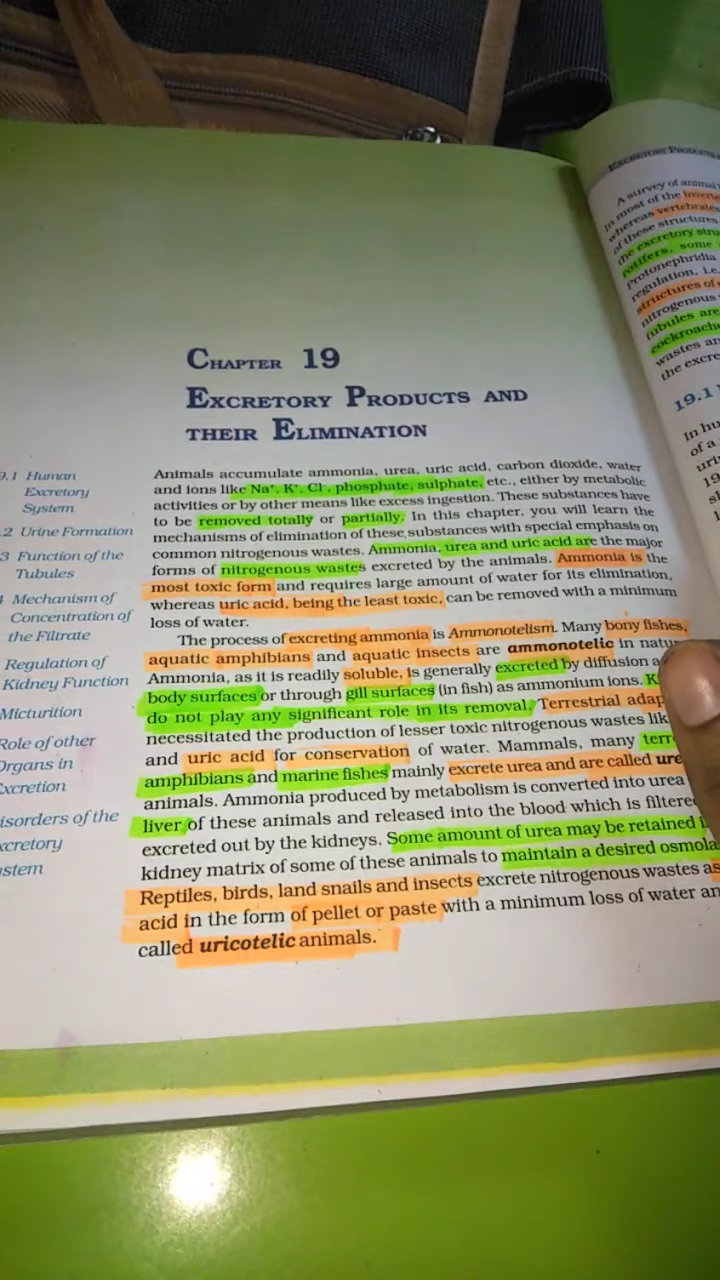 CHAPTER 19
EXCRETORY PRODUCTS AND
THEIR ELIMINATION
9.1 Human
Excretory
System
.2 Urine Formation
3 Function of the
Tubules
Mechanism of
Concentration of
the Filtrate
Regulation of
Kidney Function
Micturition
Role of other
Organs in
Excretion
isorders of the
xcretory
stem
Animals accumulate ammonia, urea, uric acid, carbon dioxide, water
and ions like Na⁺, K⁺, Cl⁻, phosphate, sulphate, etc., either by metabolic
activities or by other means like excess ingestion. These substances have
to be removed totally or partially. In this chapter, you will learn the
mechanisms of elimination of these substances with special emphasis on
common nitrogenous wastes. Ammonia, urea and uric acid are the major
forms of nitrogenous wastes excreted by the animals. Ammonia is the
most toxic form and requires large amount of water for its elimination,
whereas uric acid, being the least toxic, can be removed with a minimum
loss of water.
The process of excreting ammonia is Ammonotelism. Many bony fishes,
aquatic amphibians and aquatic insects are ammonotelic in natu
Ammonia, as it is readily soluble, is generally excreted by diffusion a
body surfaces or through gill surfaces (in fish) as ammonium ions. K
do not play any significant role in its removal. Terrestrial adap
necessitated the production of lesser toxic nitrogenous wastes lik
and uric acid for conservation of water. Mammals, many terr
amphibians and marine fishes mainly excrete urea and are called ure
animals. Ammonia produced by metabolism is converted into urea
liver of these animals and released into the blood which is filtere
excreted out by the kidneys. Some amount of urea may be retained i
kidney matrix of some of these animals to maintain a desired osmola
Reptiles, birds, land snails and insects excrete nitrogenous wastes as
acid in the form of pellet or paste with a minimum loss of water an
called uricotelic animals.
EXCRETORY PRODUCTS
A survey of animal
In most of the inverte
whereas vertebrates
of these structures
the excretory stru
rotifers, some
Protonephridia
regulation, i.e.
structures of
nitrogenous
tubules are
cockroache
wastes an
the excre
19.1
In hu
of a
uri
19